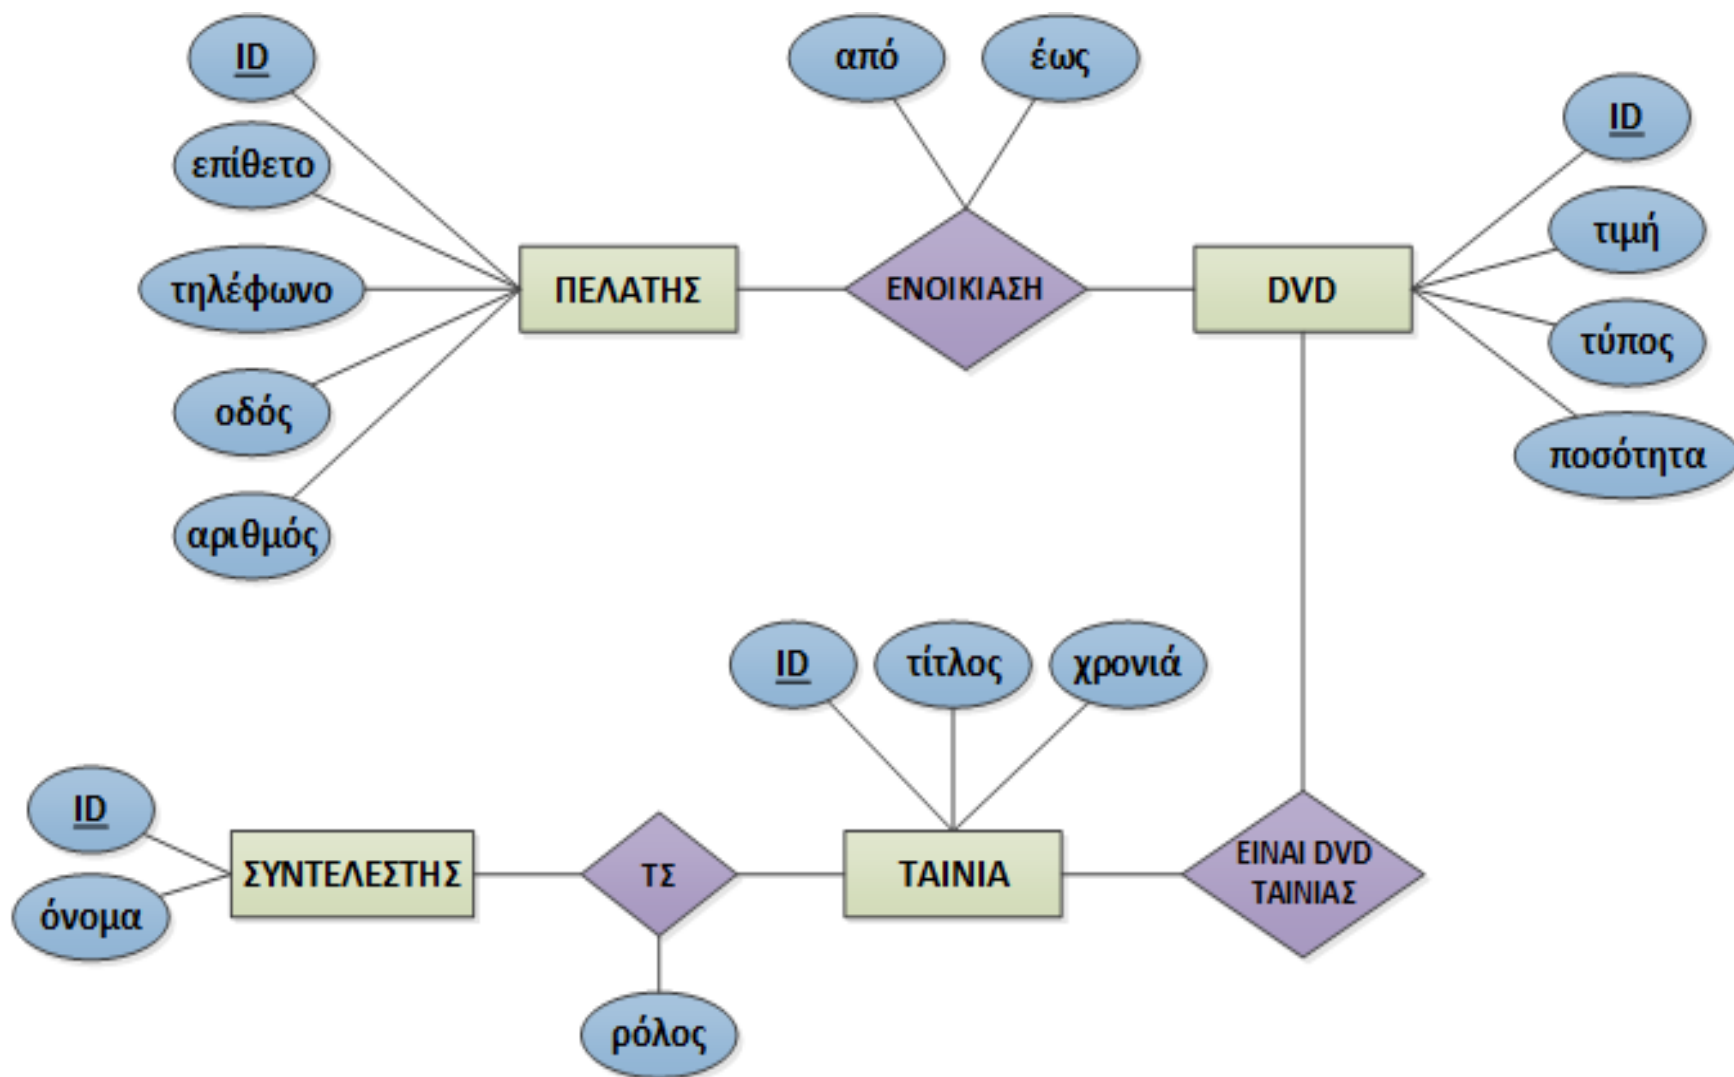 ID
επίθετο
τηλέφωνο
οδός
αριθμός
ΠΕΛΑΤΗΣ
από
έως
ΕΝΟΙΚΙΑΣΗ
DVD
ID
τιμή
τύπος
ποσότητα
ID
τίτλος
χρονιά
ID
όνομα
ΣΥΝΤΕΛΕΣΤΗΣ
ΤΣ
ρόλος
ΤΑΙΝΙΑ
ΕΙΝΑΙ DVD
ΤΑΙΝΙΑΣ